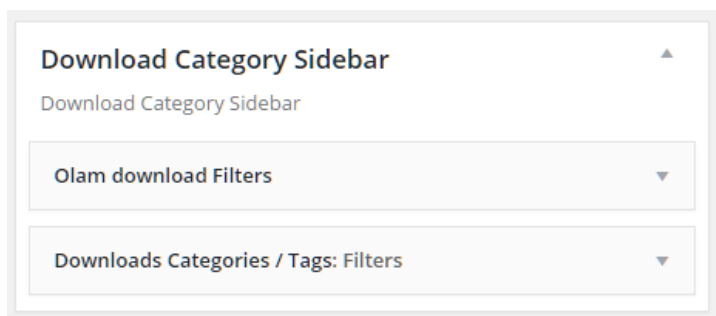 Download Category Sidebar
Download Category Sidebar
Olam download Filters
Downloads Categories / Tags: Filters